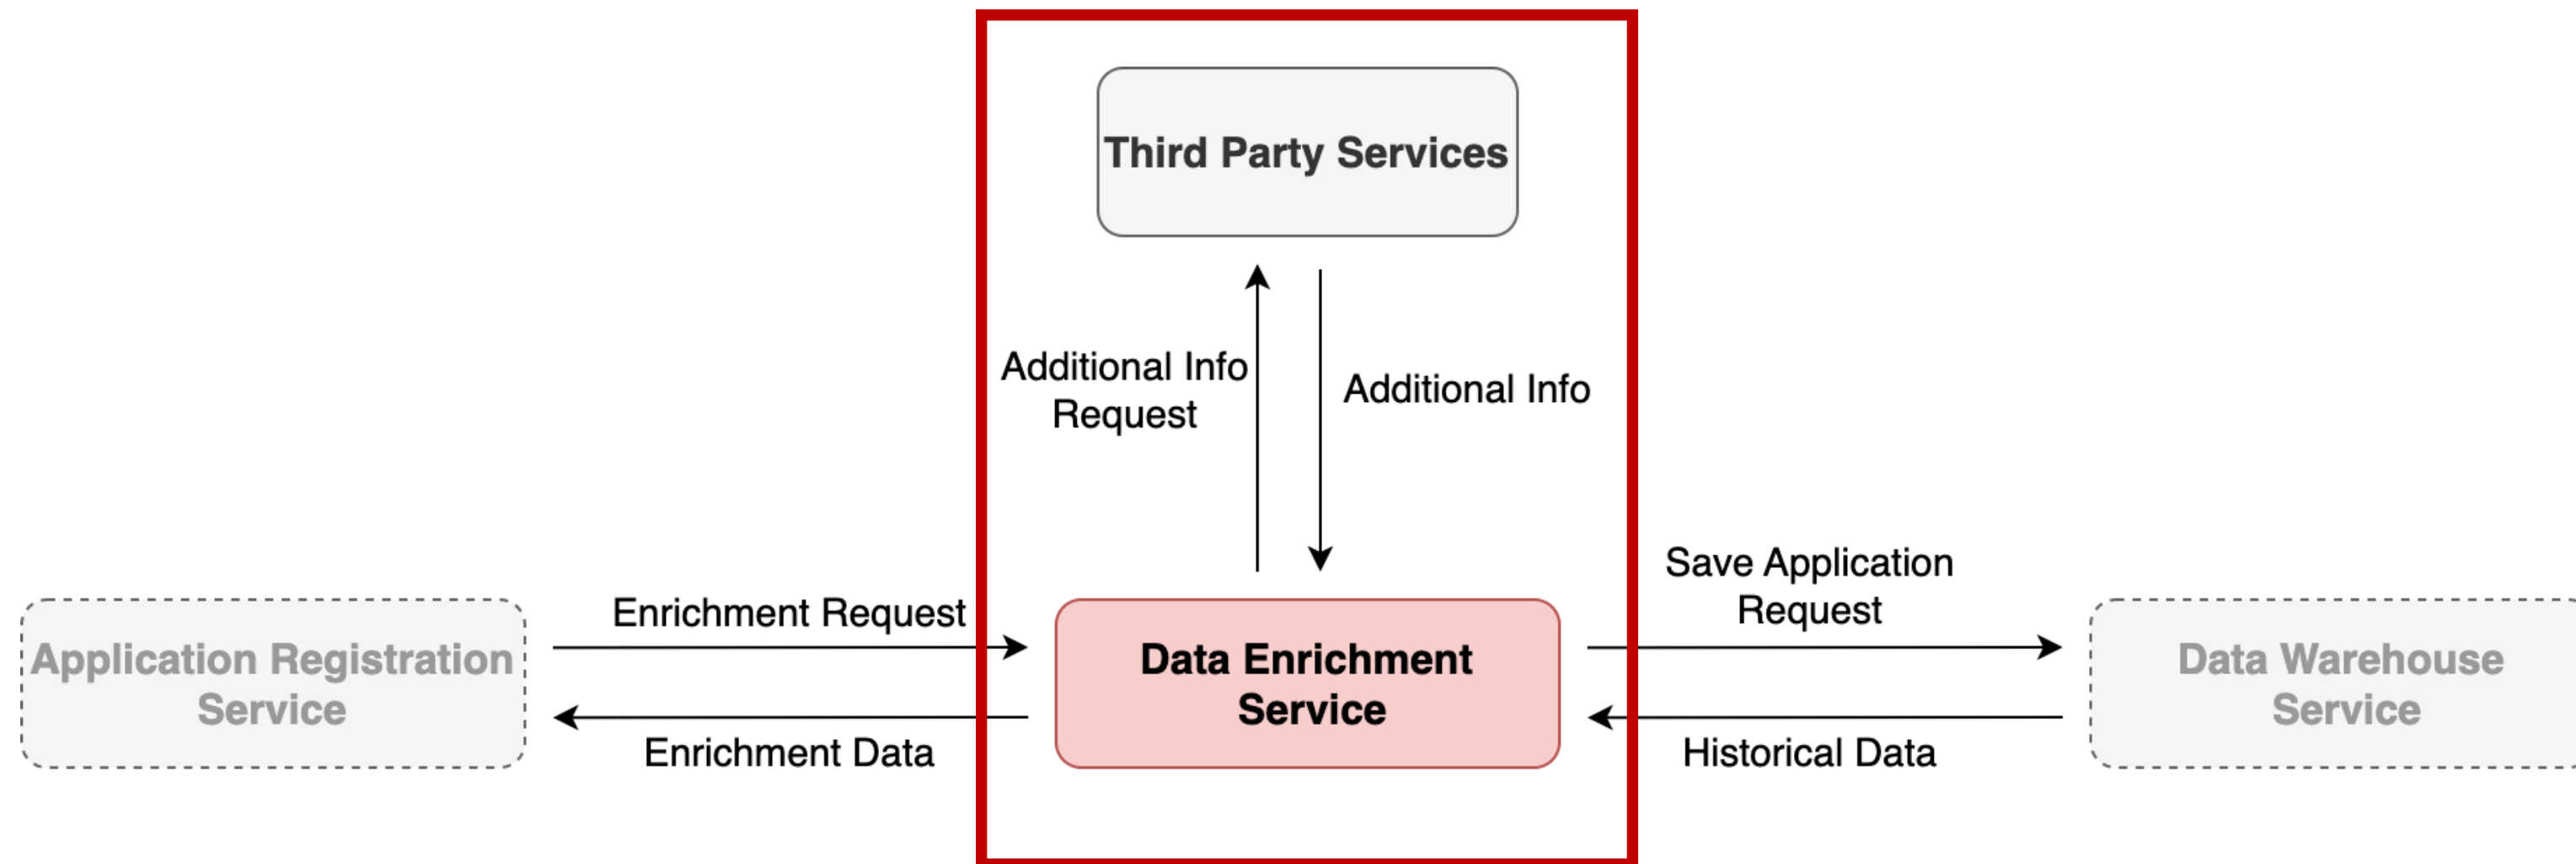 Third Party Services
Additional Info
Request
Additional Info
Save Application
Request
Enrichment Request
Application Registration
Service
Data Enrichment
Service
Data Warehouse
Service
Enrichment Data
Historical Data